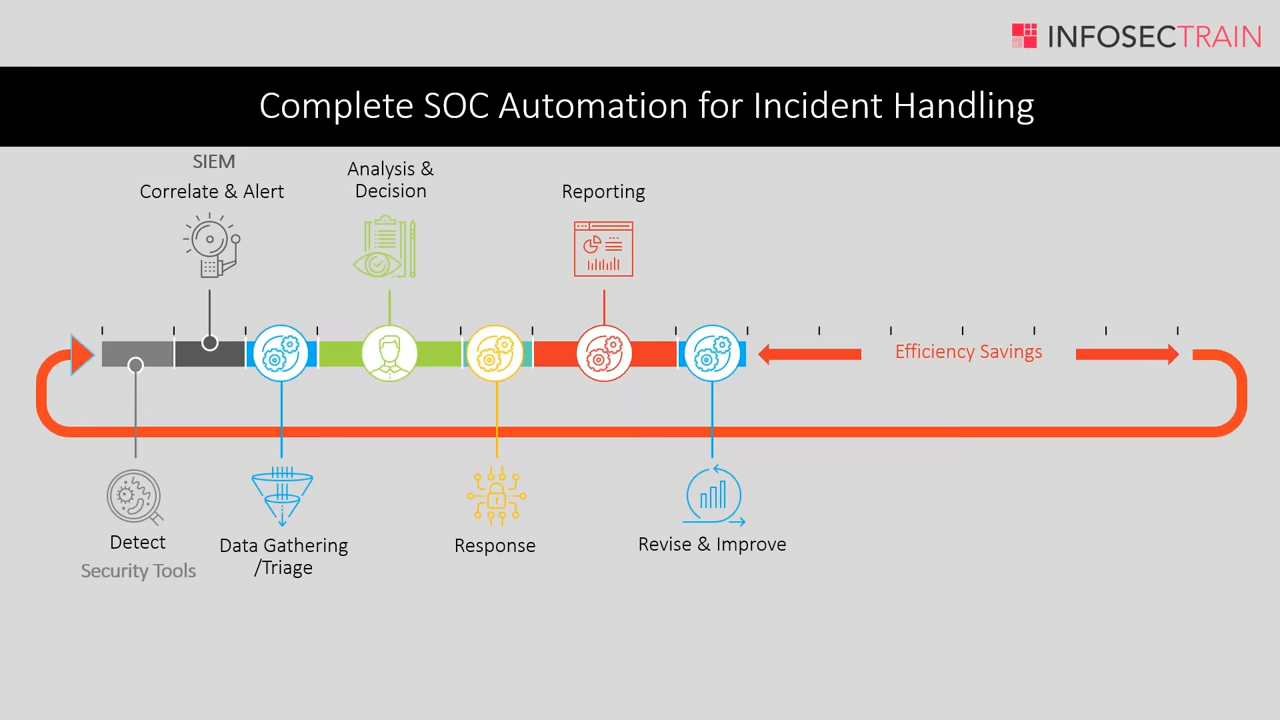 INFOSECTRAIN
Complete SOC Automation for Incident Handling
SIEM
Correlate & Alert
Analysis &
Decision
Reporting
Efficiency Savings
Detect
Security Tools
Data Gathering
/Triage
Response
Revise & Improve